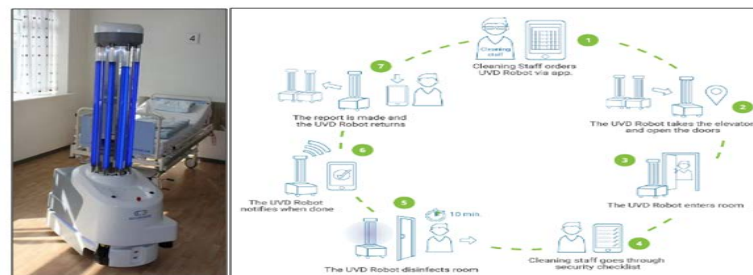 4
Cleaning
staff
1
Cleaning Staff orders
UVD Robot via app.
2
The UVD Robot takes the elevator
and open the doors
3
The UVD Robot enters room
4
Cleaning staff goes through
security checklist
5
10 min.
The UVD Robot disinfects room
6
The UVD Robot
notifies when done
7
The report is made and
the UVD Robot returns